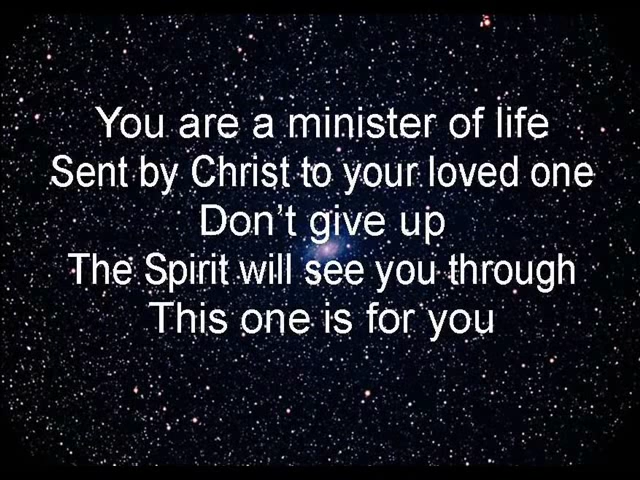 You are a minister of life
Sent by Christ to your loved one
Don’t give up
The Spirit will see you through
This one is for you